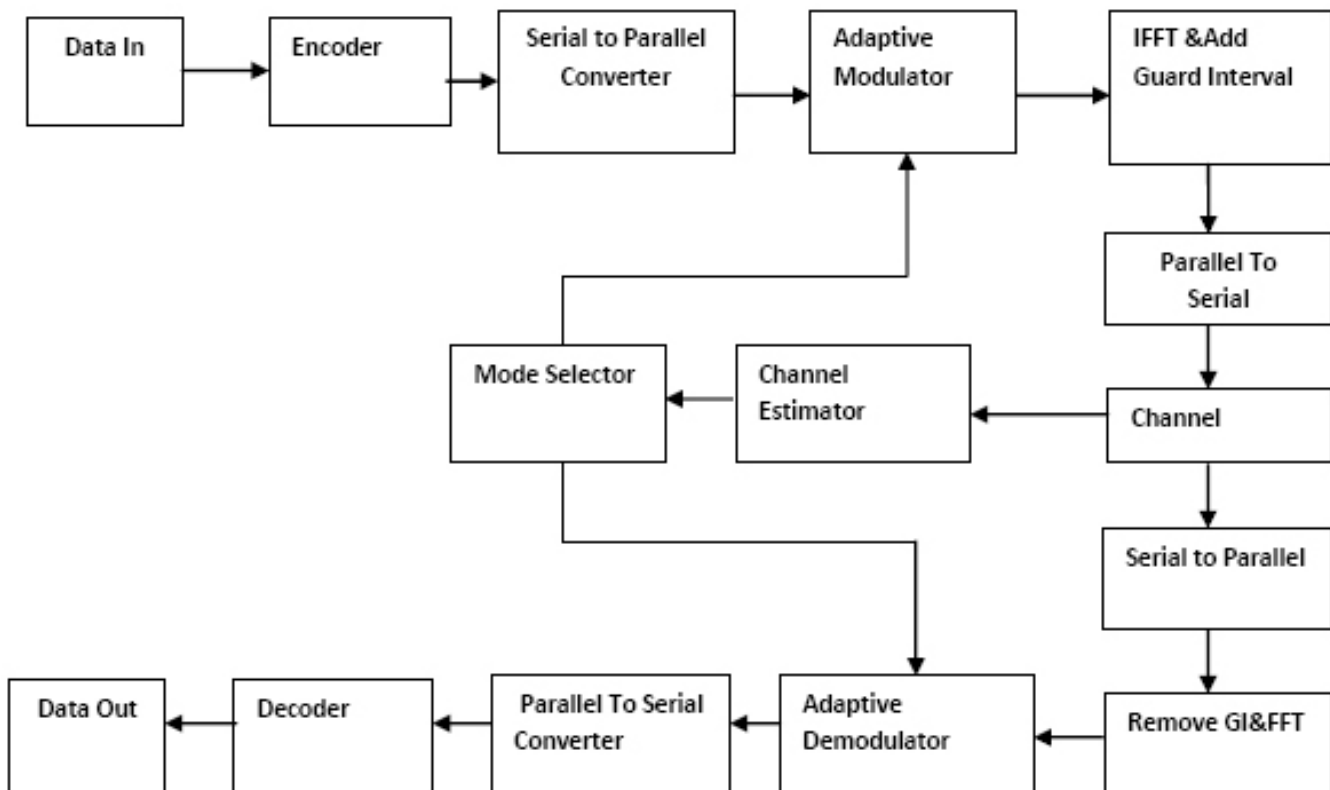 Data In
Encoder
Serial to Parallel
Converter
Adaptive
Modulator
IFFT &Add
Guard Interval
Parallel To
Serial
Mode Selector
Channel
Estimator
Channel
Serial to Parallel
Data Out
Decoder
Parallel To Serial
Converter
Adaptive
Demodulator
Remove GI&FFT